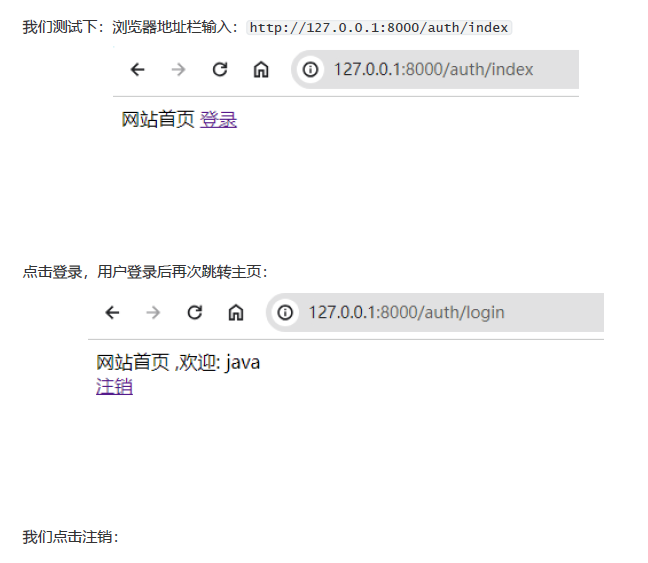 我们测试下：浏览器地址栏输入：http://127.0.0.1:8000/auth/index
127.0.0.1:8000/auth/index
网站首页 登录
点击登录，用户登录后再次跳转主页：
127.0.0.1:8000/auth/login
网站首页 ,欢迎: java
注销
我们点击注销：